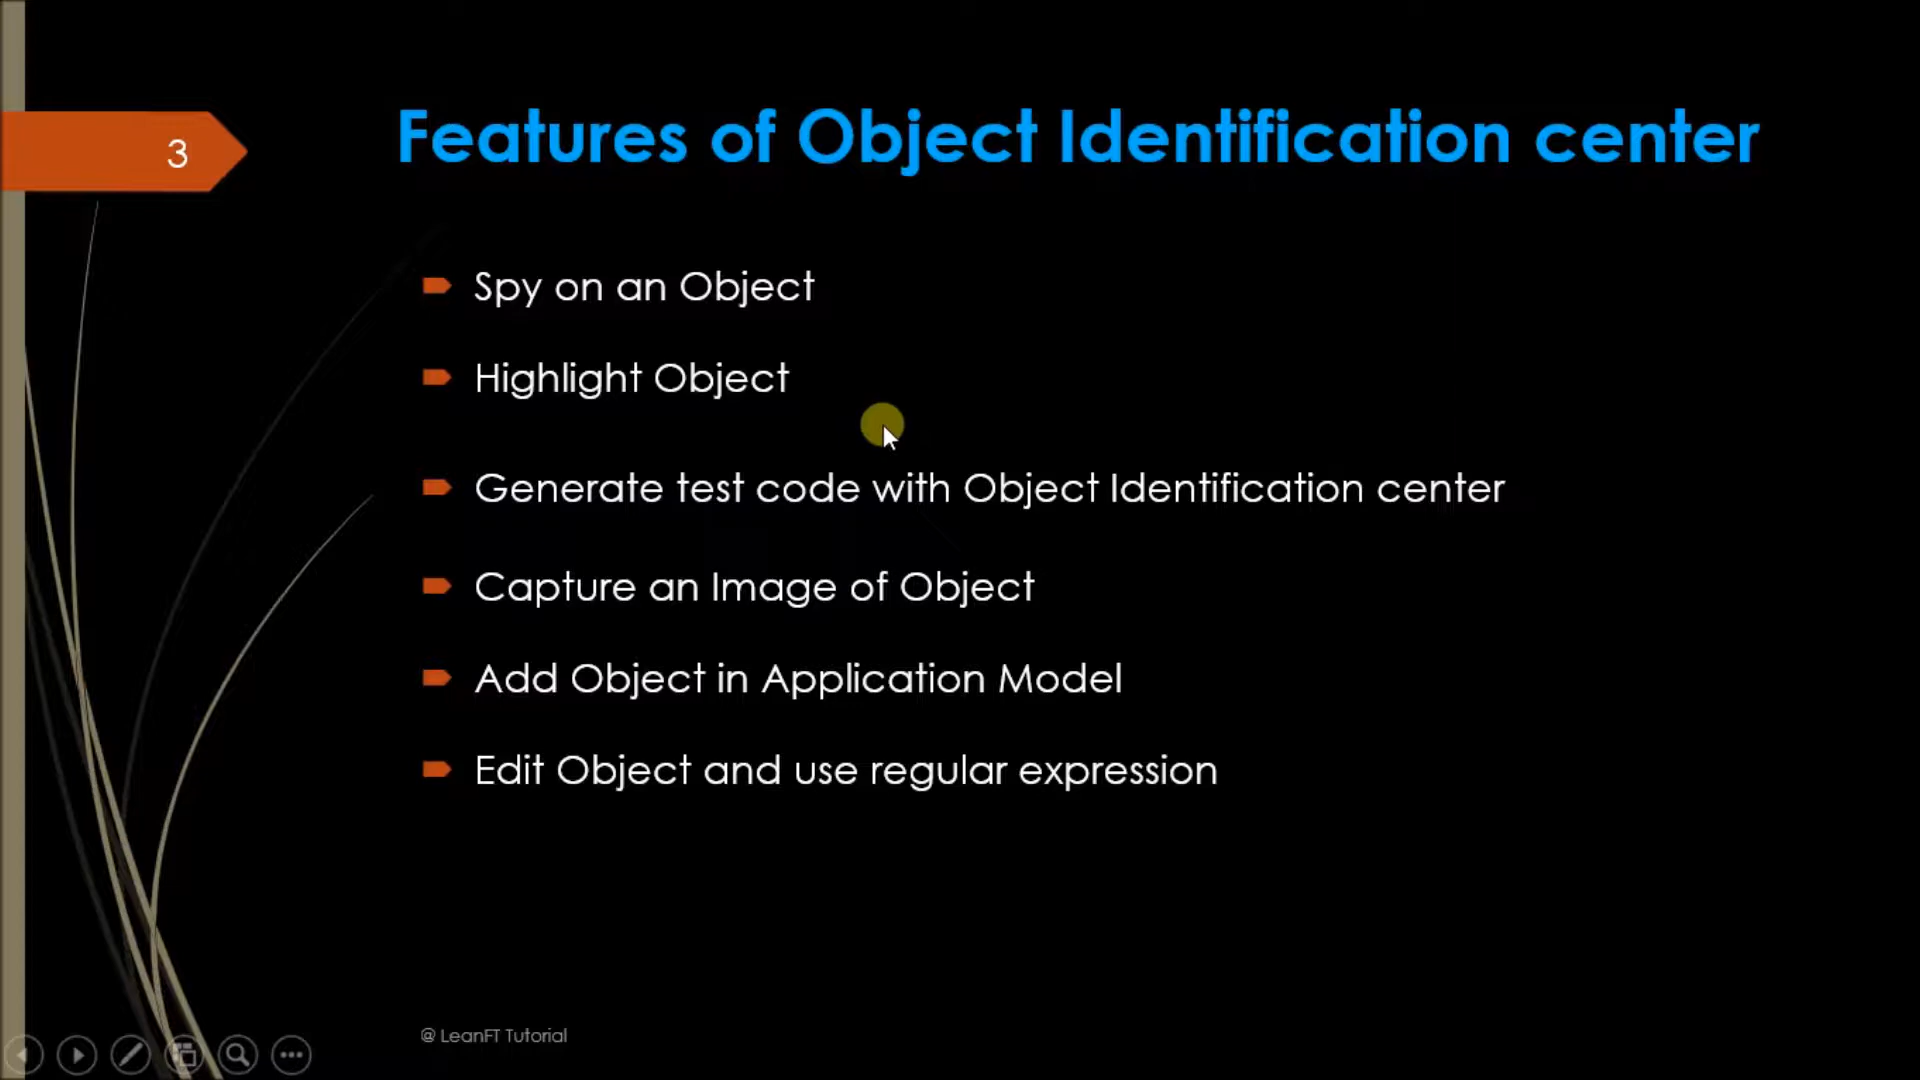 3
Features of Object Identification center
Spy on an Object
Highlight Object
Generate test code with Object Identification center
Capture an Image of Object
Add Object in Application Model
Edit Object and use regular expression
@ LeanFT Tutorial